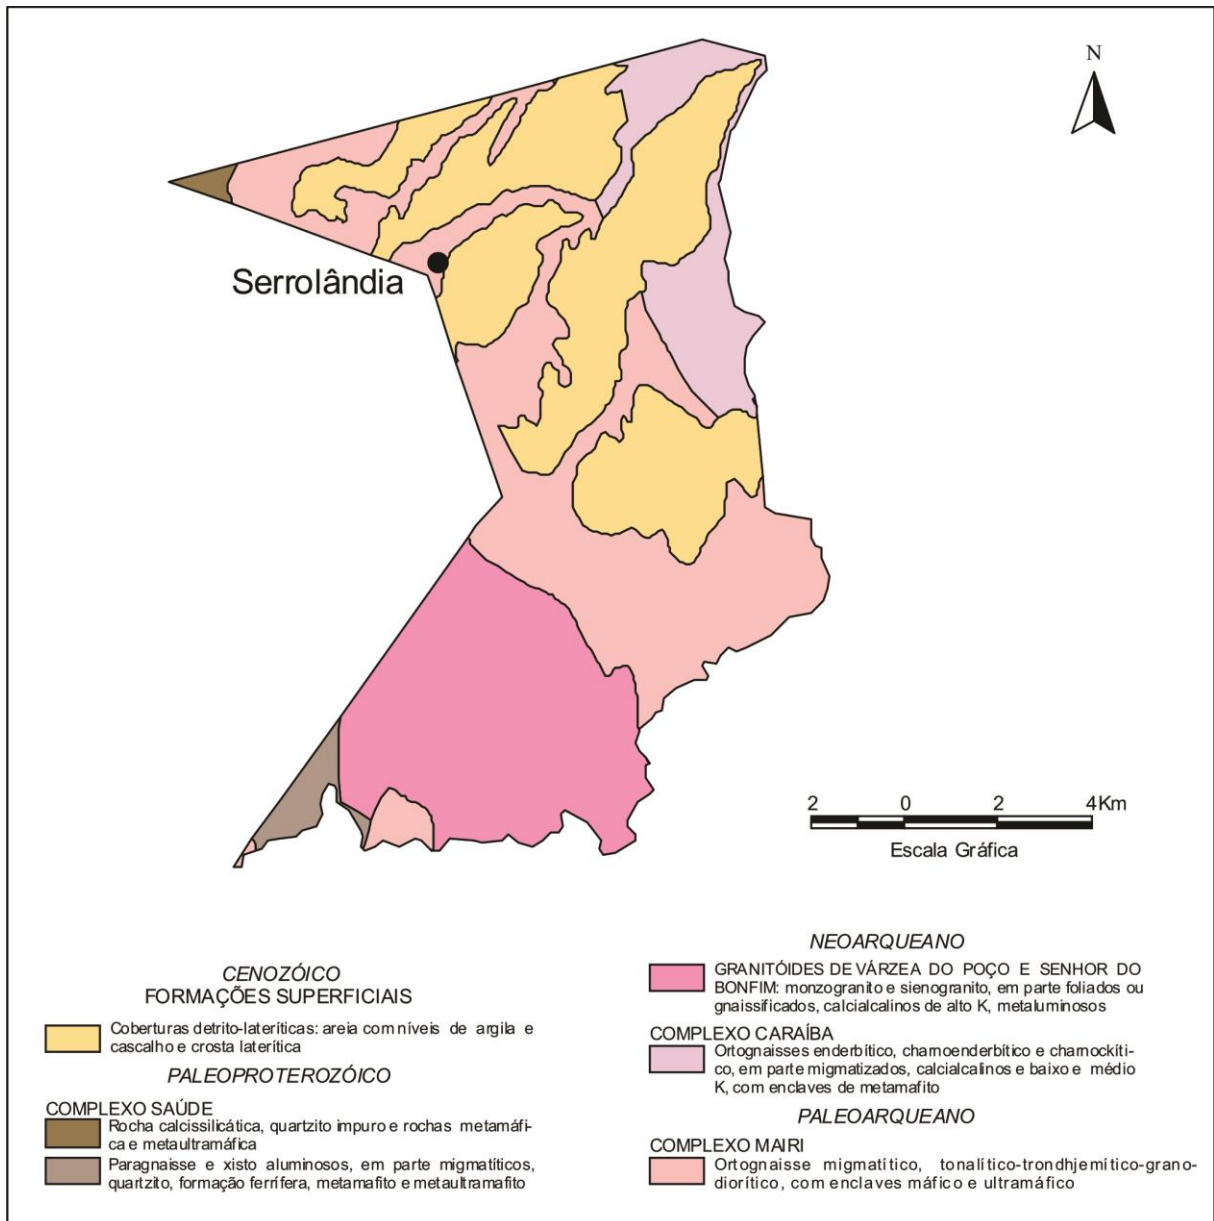 N
Serrolândia
2 0 2 4Km
Escala Gráfica
CENOZÓICO
FORMAÇÕES SUPERFICIAIS
Coberturas detrito-lateríticas: areia com níveis de argila e
cascalho e crosta laterítica
PALEOPROTEROZÓICO
COMPLEXO SAÚDE
Rocha calcissilicática, quartzito impuro e rochas metamáfi-
ca e metaultramáfica
Paragnaisse e xisto aluminosos, em parte migmatíticos,
quartzito, formação ferrífera, metamafito e metaultramafito
NEOARQUEANO
GRANITÓIDES DE VÁRZEA DO POÇO E SENHOR DO
BONFIM: monzogranito e sienogranito, em parte foliados ou
gnaissificados, calcialcalinos de alto K, metaluminosos
COMPLEXO CARAÍBA
Ortognaisses enderbítico, charnoenderbítico e charnockíti-
co, em parte migmatizados, calcialcalinos e baixo e médio
K, com enclaves de metamafito
PALEOARQUEANO
COMPLEXO MAIRI
Ortognaisse migmatítico, tonalítico-trondhjemítico-grano-
diorítico, com enclaves máfico e ultramáfico